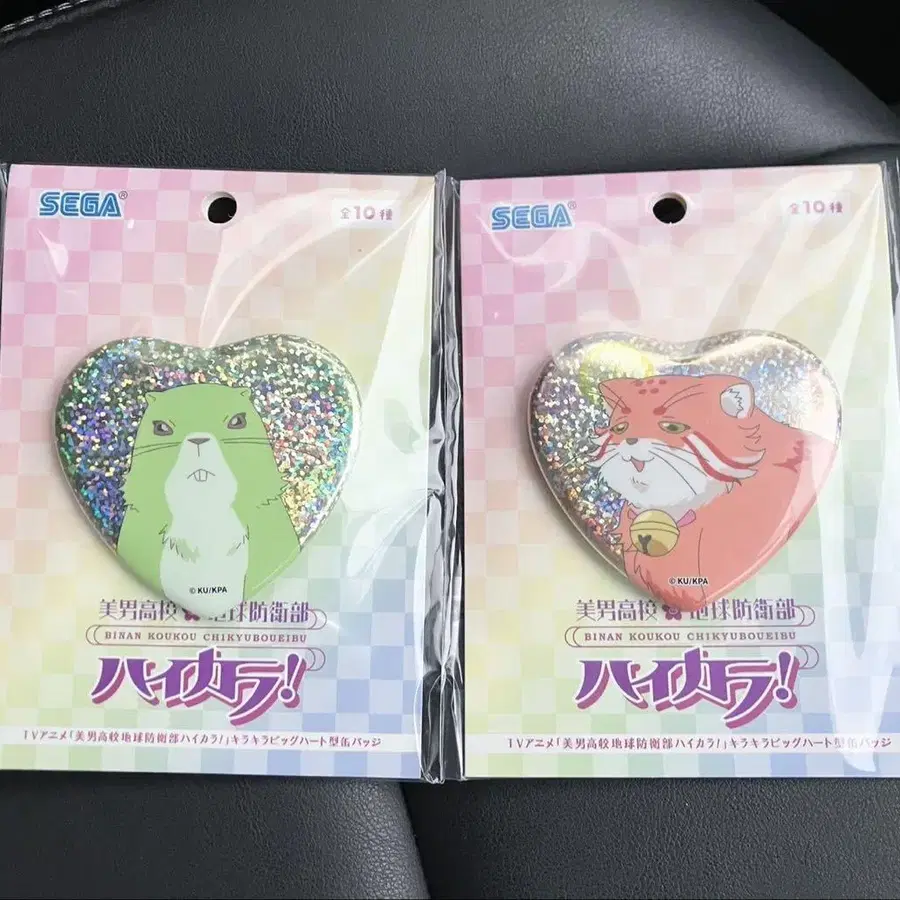 SEGA®
全10種
© KU/KPA
美男高校 地球防衛部
BINAN KOUKOU CHIKYUBOUEIBU
ハイカラ!
TVアニメ「美男高校地球防衛部ハイカラ!」キラキラビッグハート型缶バッジ
SEGA®
全10種
©KU/KPA
美男高校 地球防衛部
BINAN KOUKOU CHIKYUBOUEIBU
ハイカラ!
TVアニメ「美男高校地球防衛部ハイカラ!」キラキラビッグハート型缶バッジ